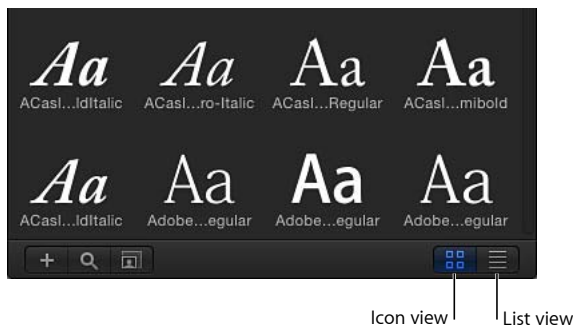 Aa Aa Aa Aa
ACasl...ldItalic ACasl...ro-Italic ACasl...Regular ACasl...mibold
Aa Aa Aa Aa
ACasl...ldItalic Adobe...egular Adobe...egular Adobe...egular
Icon view List view